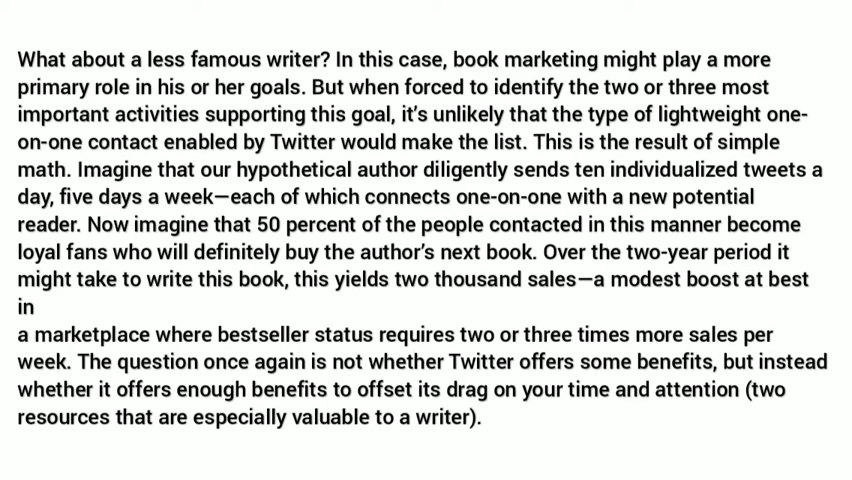 What about a less famous writer? In this case, book marketing might play a more
primary role in his or her goals. But when forced to identify the two or three most
important activities supporting this goal, it's unlikely that the type of lightweight one-
on-one contact enabled by Twitter would make the list. This is the result of simple
math. Imagine that our hypothetical author diligently sends ten individualized tweets a
day, five days a week—each of which connects one-on-one with a new potential
reader. Now imagine that 50 percent of the people contacted in this manner become
loyal fans who will definitely buy the author's next book. Over the two-year period it
might take to write this book, this yields two thousand sales—a modest boost at best
in
a marketplace where bestseller status requires two or three times more sales per
week. The question once again is not whether Twitter offers some benefits, but instead
whether it offers enough benefits to offset its drag on your time and attention (two
resources that are especially valuable to a writer).